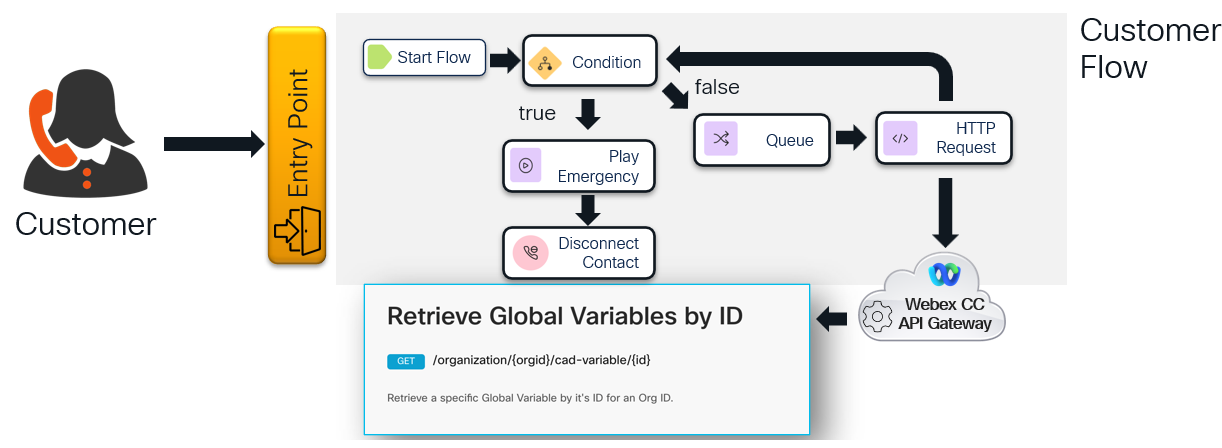 Customer
Entry Point
Customer
Flow
Start Flow
Condition
true
false
Play
Emergency
Disconnect
Contact
Queue
HTTP
Request
Webex CC
API Gateway
Retrieve Global Variables by ID
GET /organization/{orgid}/cad-variable/{id}
Retrieve a specific Global Variable by it's ID for an Org ID.